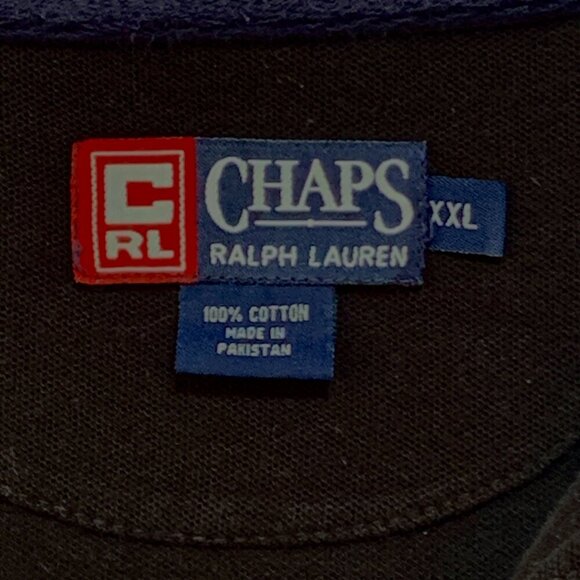 C
RL
CHAPS
RALPH LAUREN
XXL
100% COTTON
MADE IN
PAKISTAN